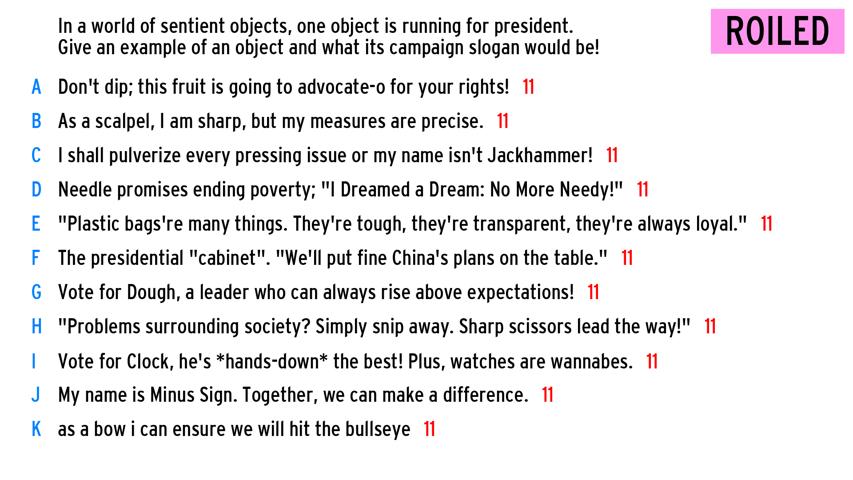 In a world of sentient objects, one object is running for president.
Give an example of an object and what its campaign slogan would be!
ROILED
A Don't dip; this fruit is going to advocate-o for your rights! 11
B As a scalpel, I am sharp, but my measures are precise. 11
C I shall pulverize every pressing issue or my name isn't Jackhammer! 11
D Needle promises ending poverty; "I Dreamed a Dream: No More Needy!" 11
E "Plastic bags're many things. They're tough, they're transparent, they're always loyal." 11
F The presidential "cabinet". "We'll put fine China's plans on the table." 11
G Vote for Dough, a leader who can always rise above expectations! 11
H "Problems surrounding society? Simply snip away. Sharp scissors lead the way!" 11
I Vote for Clock, he's *hands-down* the best! Plus, watches are wannabes. 11
J My name is Minus Sign. Together, we can make a difference. 11
K as a bow i can ensure we will hit the bullseye 11